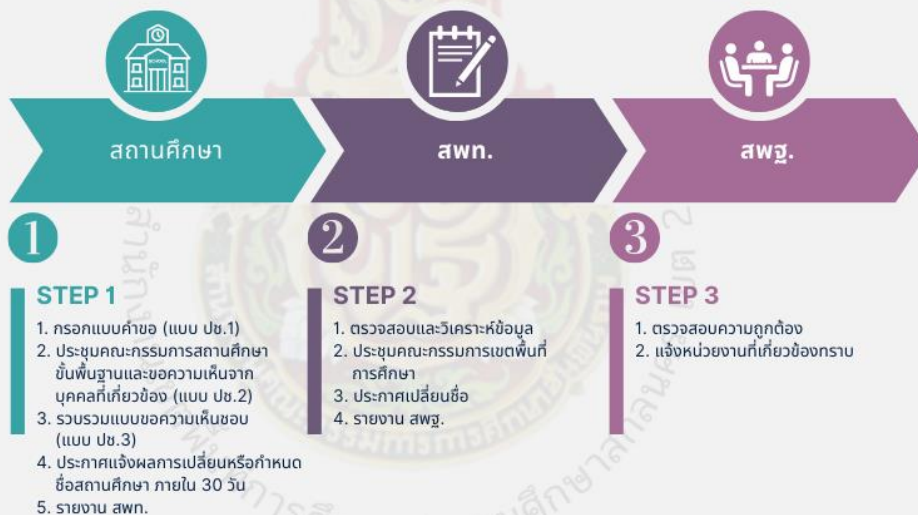 SCHOOL
สถานศึกษา
สพท.
สพฐ.
1
STEP 1
1. กรอกแบบคำขอ (แบบ ปช.1)
2. ประชุมคณะกรรมการสถานศึกษา
ขั้นพื้นฐานและขอความเห็นจาก
บุคคลที่เกี่ยวข้อง (แบบ ปช.2)
3. รวบรวมแบบขอความเห็นชอบ
(แบบ ปช.3)
4. ประกาศแจ้งผลการเปลี่ยนหรือกำหนด
ชื่อสถานศึกษา ภายใน 30 วัน
5. รายงาน สพท.
2
STEP 2
1. ตรวจสอบและวิเคราะห์ข้อมูล
2. ประชุมคณะกรรมการเขตพื้นที่
การศึกษา
3. ประกาศเปลี่ยนชื่อ
4. รายงาน สพฐ.
3
STEP 3
1. ตรวจสอบความถูกต้อง
2. แจ้งหน่วยงานที่เกี่ยวข้องทราบ